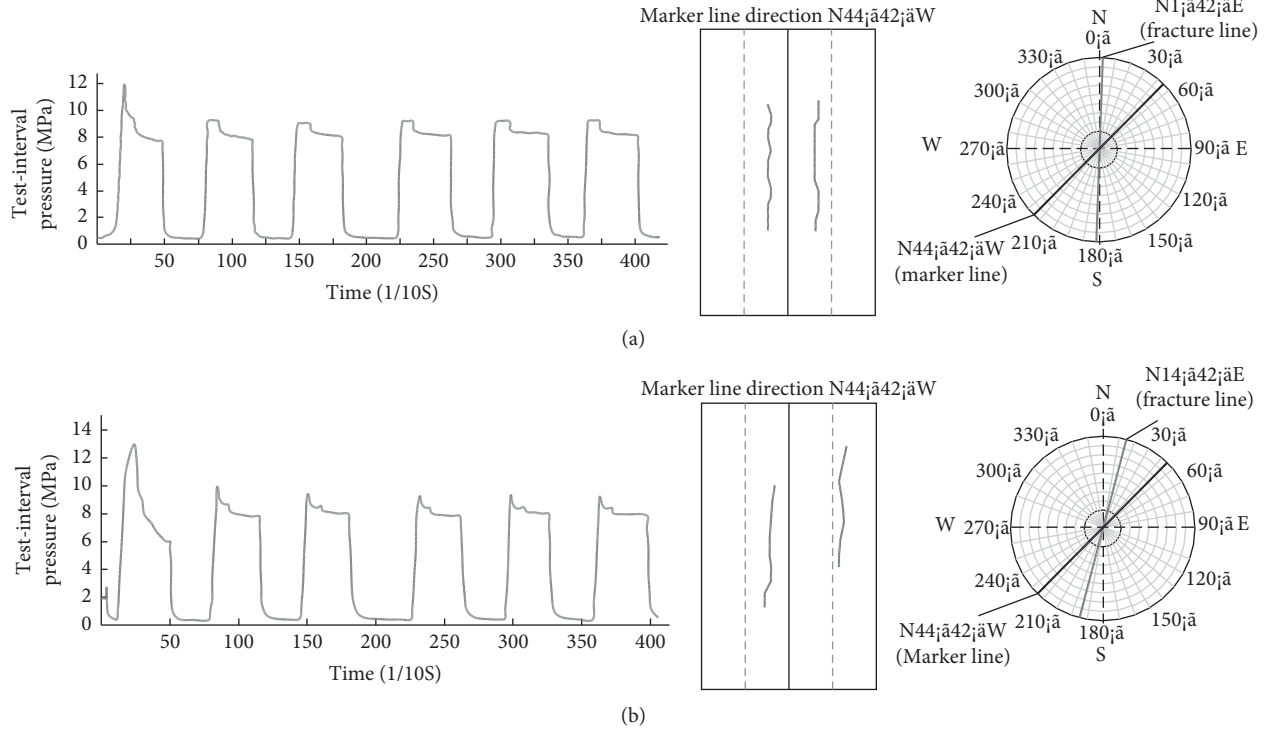 Marker line direction N44¡ã42¡äW
N1¡ã42¡äE
(fracture line)
N
0¡ã
30¡ã
60¡ã
90¡ã E
120¡ã
150¡ã
180¡ã
S
210¡ã
240¡ã
W 270¡ã
300¡ã
330¡ã
N44¡ã42¡äW
(marker line)
Test-interval
pressure (MPa)
12
10
8
6
4
2
0
50 100 150 200 250 300 350 400
Time (1/10S)
(a)
Marker line direction N44¡ã42¡äW
N14¡ã42¡äE
(fracture line)
N
0¡ã
30¡ã
60¡ã
90¡ã E
120¡ã
150¡ã
180¡ã
S
210¡ã
240¡ã
W 270¡ã
300¡ã
330¡ã
N44¡ã42¡äW
(Marker line)
Test-interval
pressure (MPa)
14
12
10
8
6
4
2
0
50 100 150 200 250 300 350 400
Time (1/10S)
(b)